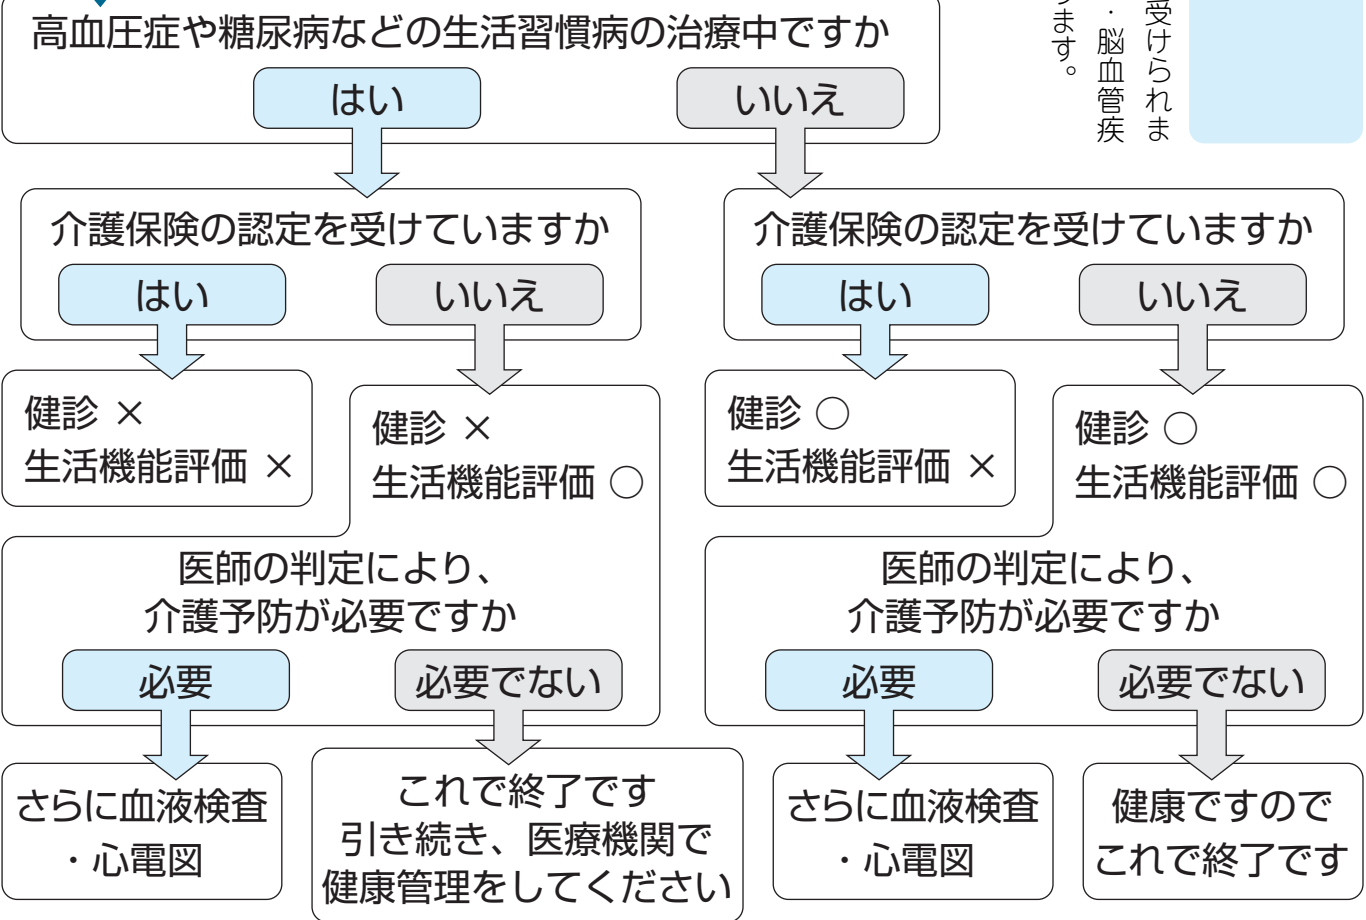 受けられま
・脳血管疾
ます。
高血圧症や糖尿病などの生活習慣病の治療中ですか
はい
いいえ
介護保険の認定を受けていますか
はい
いいえ
介護保険の認定を受けていますか
はい
いいえ
健診 ×
生活機能評価 ×
健診 ×
生活機能評価 ○
健診 ○
生活機能評価 ×
健診 ○
生活機能評価 ○
医師の判定により、
介護予防が必要ですか
必要
必要でない
医師の判定により、
介護予防が必要ですか
必要
必要でない
さらに血液検査
・心電図
これで終了です
引き続き、医療機関で
健康管理をしてください
さらに血液検査
・心電図
健康ですので
これで終了です